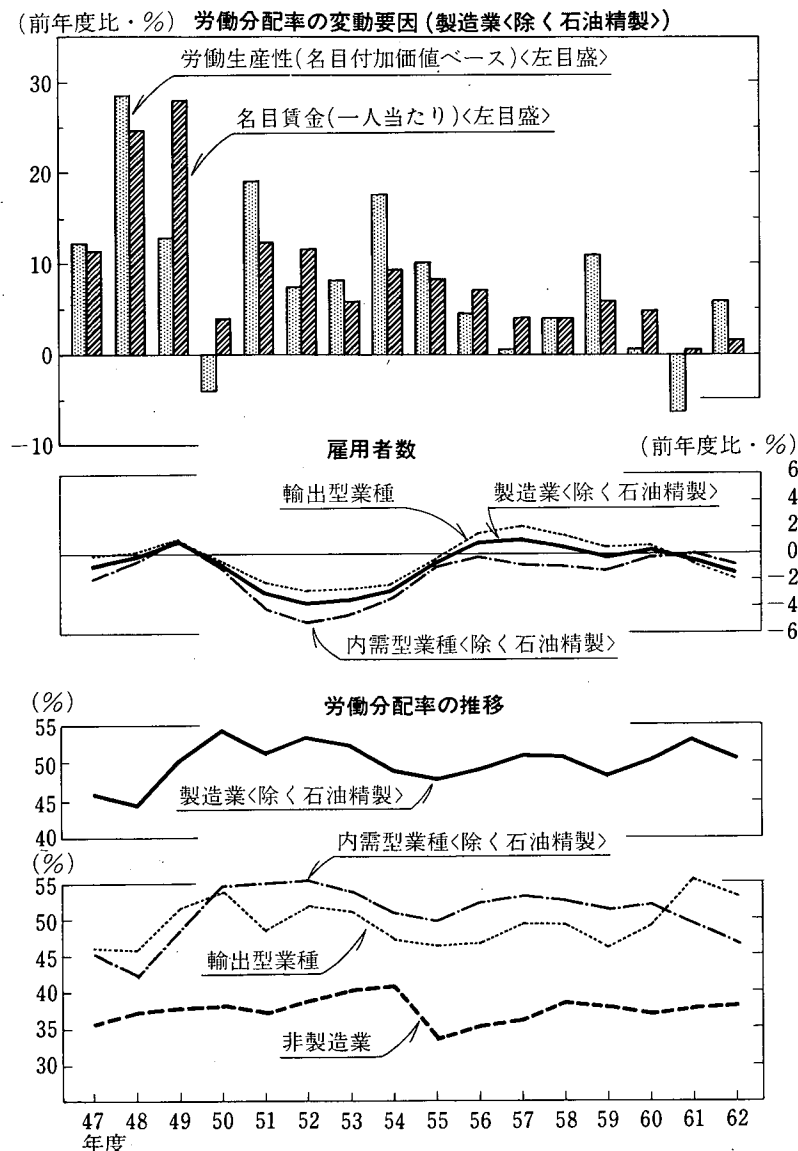 (前年度比・%) 労働分配率の変動要因(製造業<除く石油精製>)
労働生産性(名目付加価値ベース)<左目盛>
名目賃金(一人当たり)<左目盛>
30
20
10
0
-10
雇用者数
(前年度比・%)
輸出型業種
製造業<除く石油精製>
内需型業種<除く石油精製>
6
4
2
0
-2
-4
-6
(%)
労働分配率の推移
55
50
45
40
製造業<除く石油精製>
(%)
内需型業種<除く石油精製>
55
50
45
40
35
30
輸出型業種
非製造業
47 48 49 50 51 52 53 54 55 56 57 58 59 60 61 62
年度